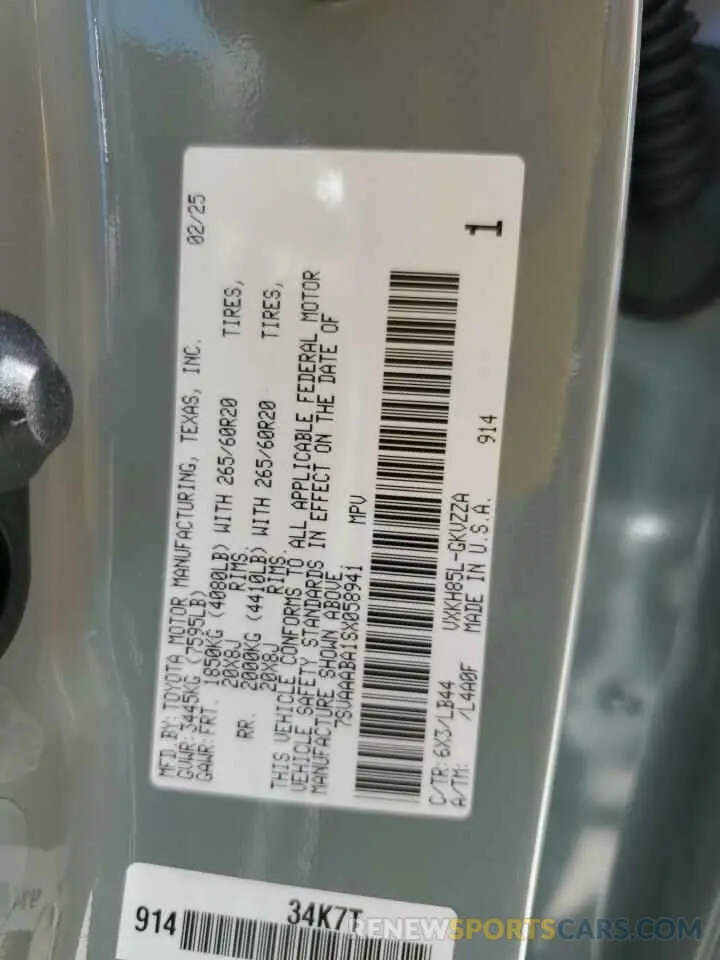 MFD.BY:TOYOTA MOTOR MANUFACTURING, TEXAS, INC. 02/25
GVWR:3445KG (7595LB)
GAWR:FRT. 1850KG (4080LB) WITH 265/60R20 TIRES,
20X8J RIMS.
RR. 2000KG (4410LB) WITH 265/60R20 TIRES,
20X8J RIMS.
THIS VEHICLE CONFORMS TO ALL APPLICABLE FEDERAL MOTOR
VEHICLE SAFETY STANDARDS IN EFFECT ON THE DATE OF
MANUFACTURE SHOWN ABOVE.
7SVAAABA1SX058941 MPV
1
C/TR:6X3/LB44 VXKH85L-GKVZZA 914
A/TM: /L4A0F MADE IN U.S.A.
914 34K7T
RENEWSPORTSCARS.COM